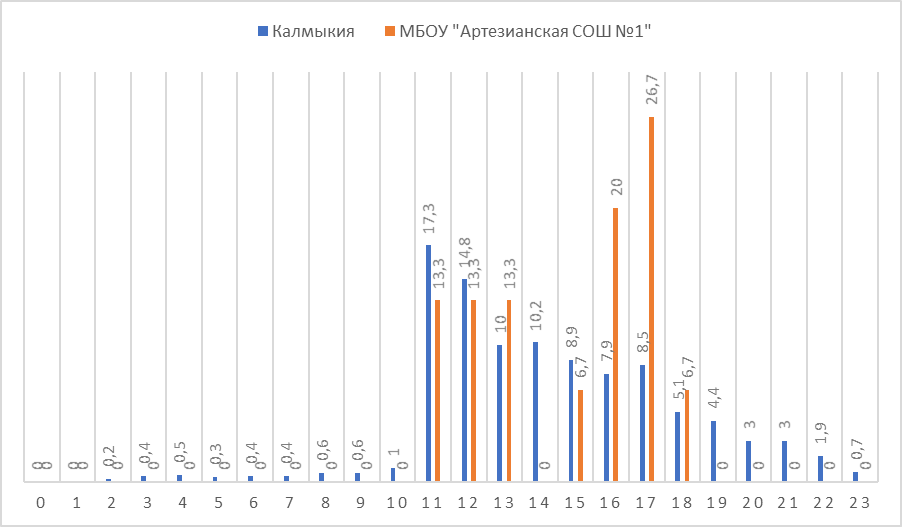 Калмыкия МБОУ "Артезианская СОШ №1"
0 0 0 0 0,2 0 0,4 0 0,5 0 0,3 0 0,4 0 0,4 0 0,6 0 0,6 0 1 0 17,3 13,3 14,8 13,3 10 13,3 10,2 0 8,9 6,7 7,9 20 8,5 26,7 5,1 6,7 4,4 0 3 0 3 0 1,9 0 0,7 0
0 1 2 3 4 5 6 7 8 9 10 11 12 13 14 15 16 17 18 19 20 21 22 23